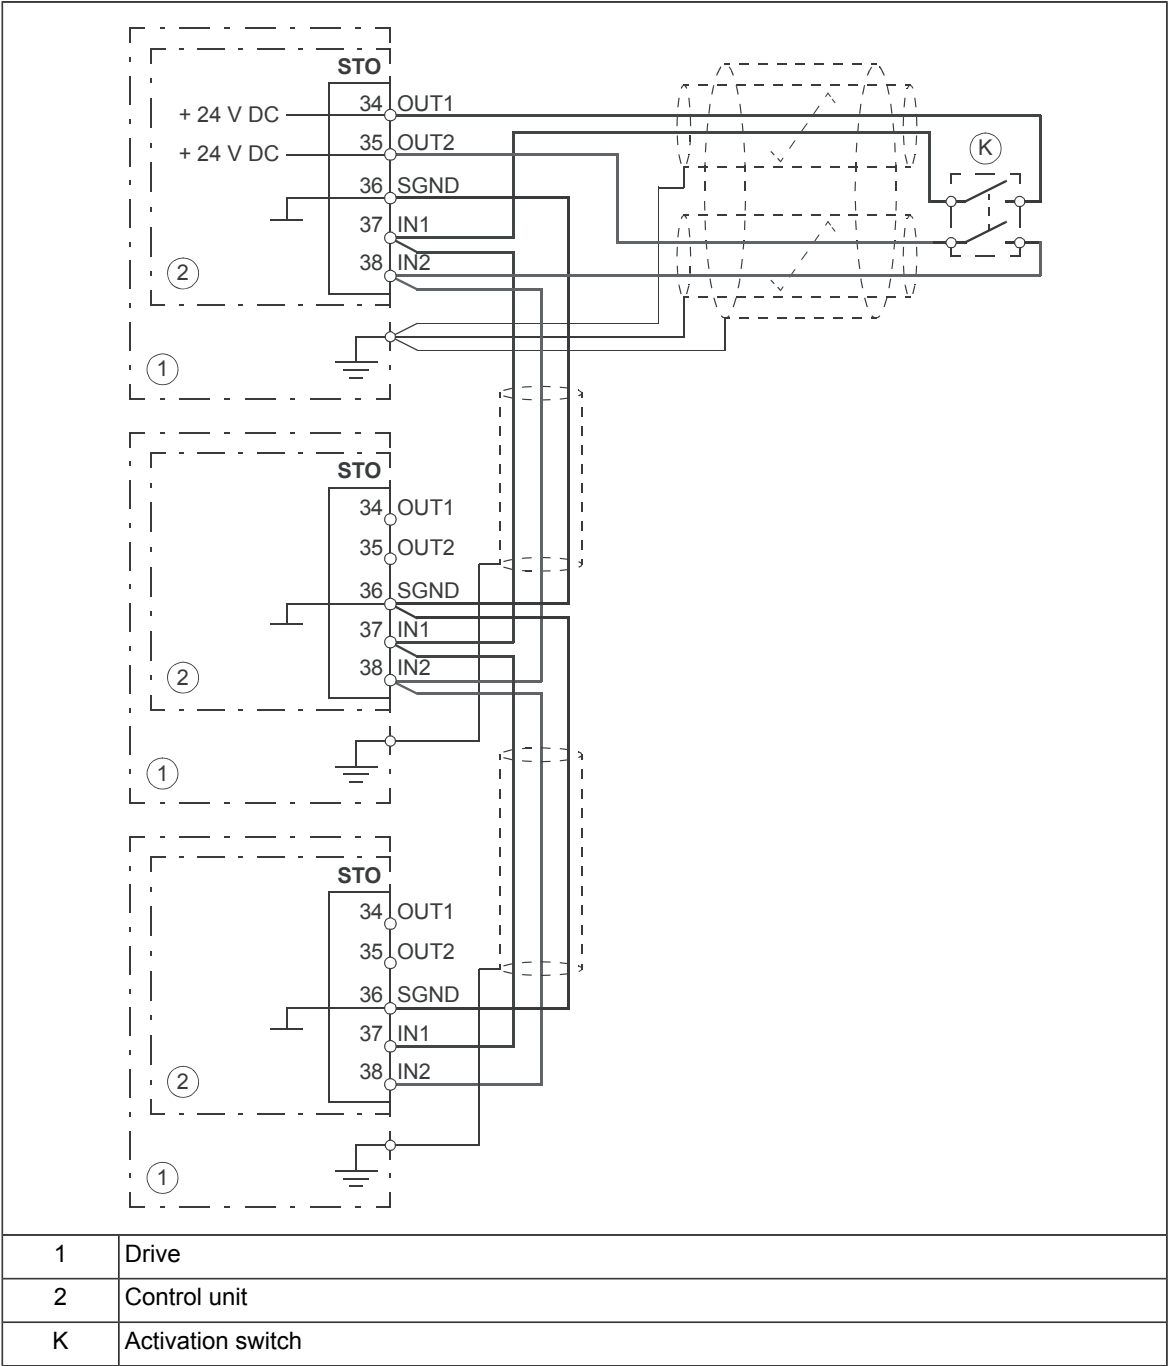 STO
+ 24 V DC 34 OUT1
+ 24 V DC 35 OUT2
K
36 SGND
37 IN1
38 IN2
2
1
STO
34 OUT1
35 OUT2
36 SGND
37 IN1
38 IN2
2
1
STO
34 OUT1
35 OUT2
36 SGND
37 IN1
38 IN2
2
1
1 Drive
2 Control unit
K Activation switch